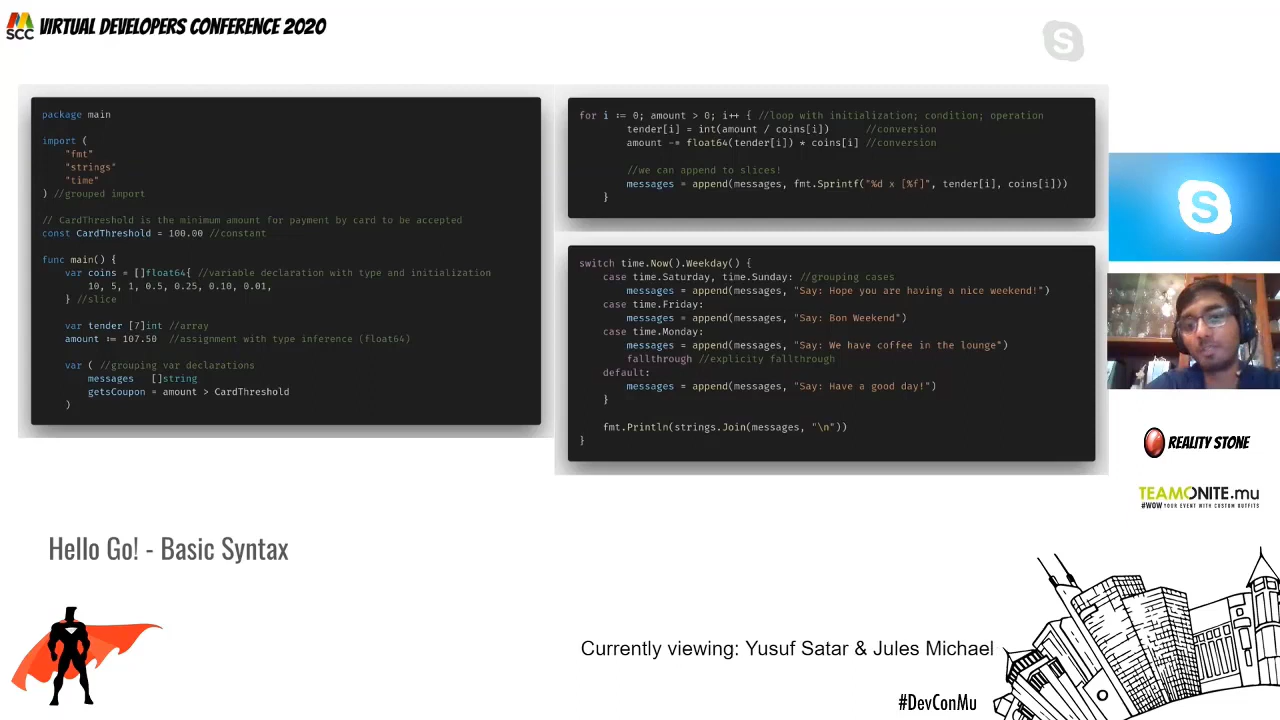 SCC VIRTUAL DEVELOPERS CONFERENCE 2020
S
package main
import (
"fmt"
"strings"
"time"
) //grouped import
// CardThreshold is the minimum amount for payment by card to be accepted
const CardThreshold = 100.00 //constant
func main() {
var coins = []float64{ //variable declaration with type and initialization
10, 5, 1, 0.5, 0.25, 0.10, 0.01,
} //slice
var tender [7]int //array
amount := 107.50 //assignment with type inference (float64)
var ( //grouping var declarations
messages []string
getsCoupon = amount > CardThreshold
)
for i := 0; amount > 0; i++ { //loop with initialization; condition; operation
tender[i] = int(amount / coins[i]) //conversion
amount -= float64(tender[i]) * coins[i] //conversion
//we can append to slices!
messages = append(messages, fmt.Sprintf("%d x [%f]", tender[i], coins[i]))
}
switch time.Now().Weekday() {
case time.Saturday, time.Sunday: //grouping cases
messages = append(messages, "Say: Hope you are having a nice weekend!")
case time.Friday:
messages = append(messages, "Say: Bon Weekend")
case time.Monday:
messages = append(messages, "Say: We have coffee in the lounge")
fallthrough //explicity fallthrough
default:
messages = append(messages, "Say: Have a good day!")
}
fmt.Println(strings.Join(messages, "\n"))
}
S
REALITY STONE
TEAMONITE.mu
#WOW YOUR EVENT WITH CUSTOM OUTFITS
Hello Go! - Basic Syntax
Currently viewing: Yusuf Satar & Jules Michael
#DevConMu